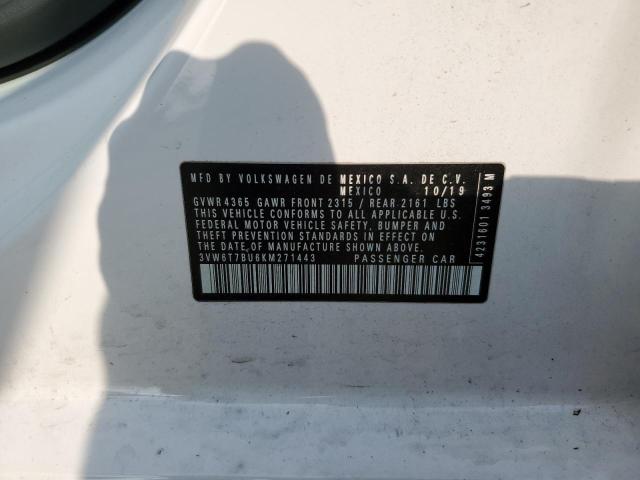 MFD BY VOLKSWAGEN DE MEXICO S.A. DE C.V.
MEXICO 10/19
GVWR 4365 GAWR FRONT 2315 / REAR 2161 LBS
THIS VEHICLE CONFORMS TO ALL APPLICABLE U.S.
FEDERAL MOTOR VEHICLE SAFETY, BUMPER AND
THEFT PREVENTION STANDARDS IN EFFECT ON THE
DATE OF MANUFACTURE SHOWN ABOVE.
3VW6T7BU6KM271443 PASSENGER CAR
4231601 3493 M